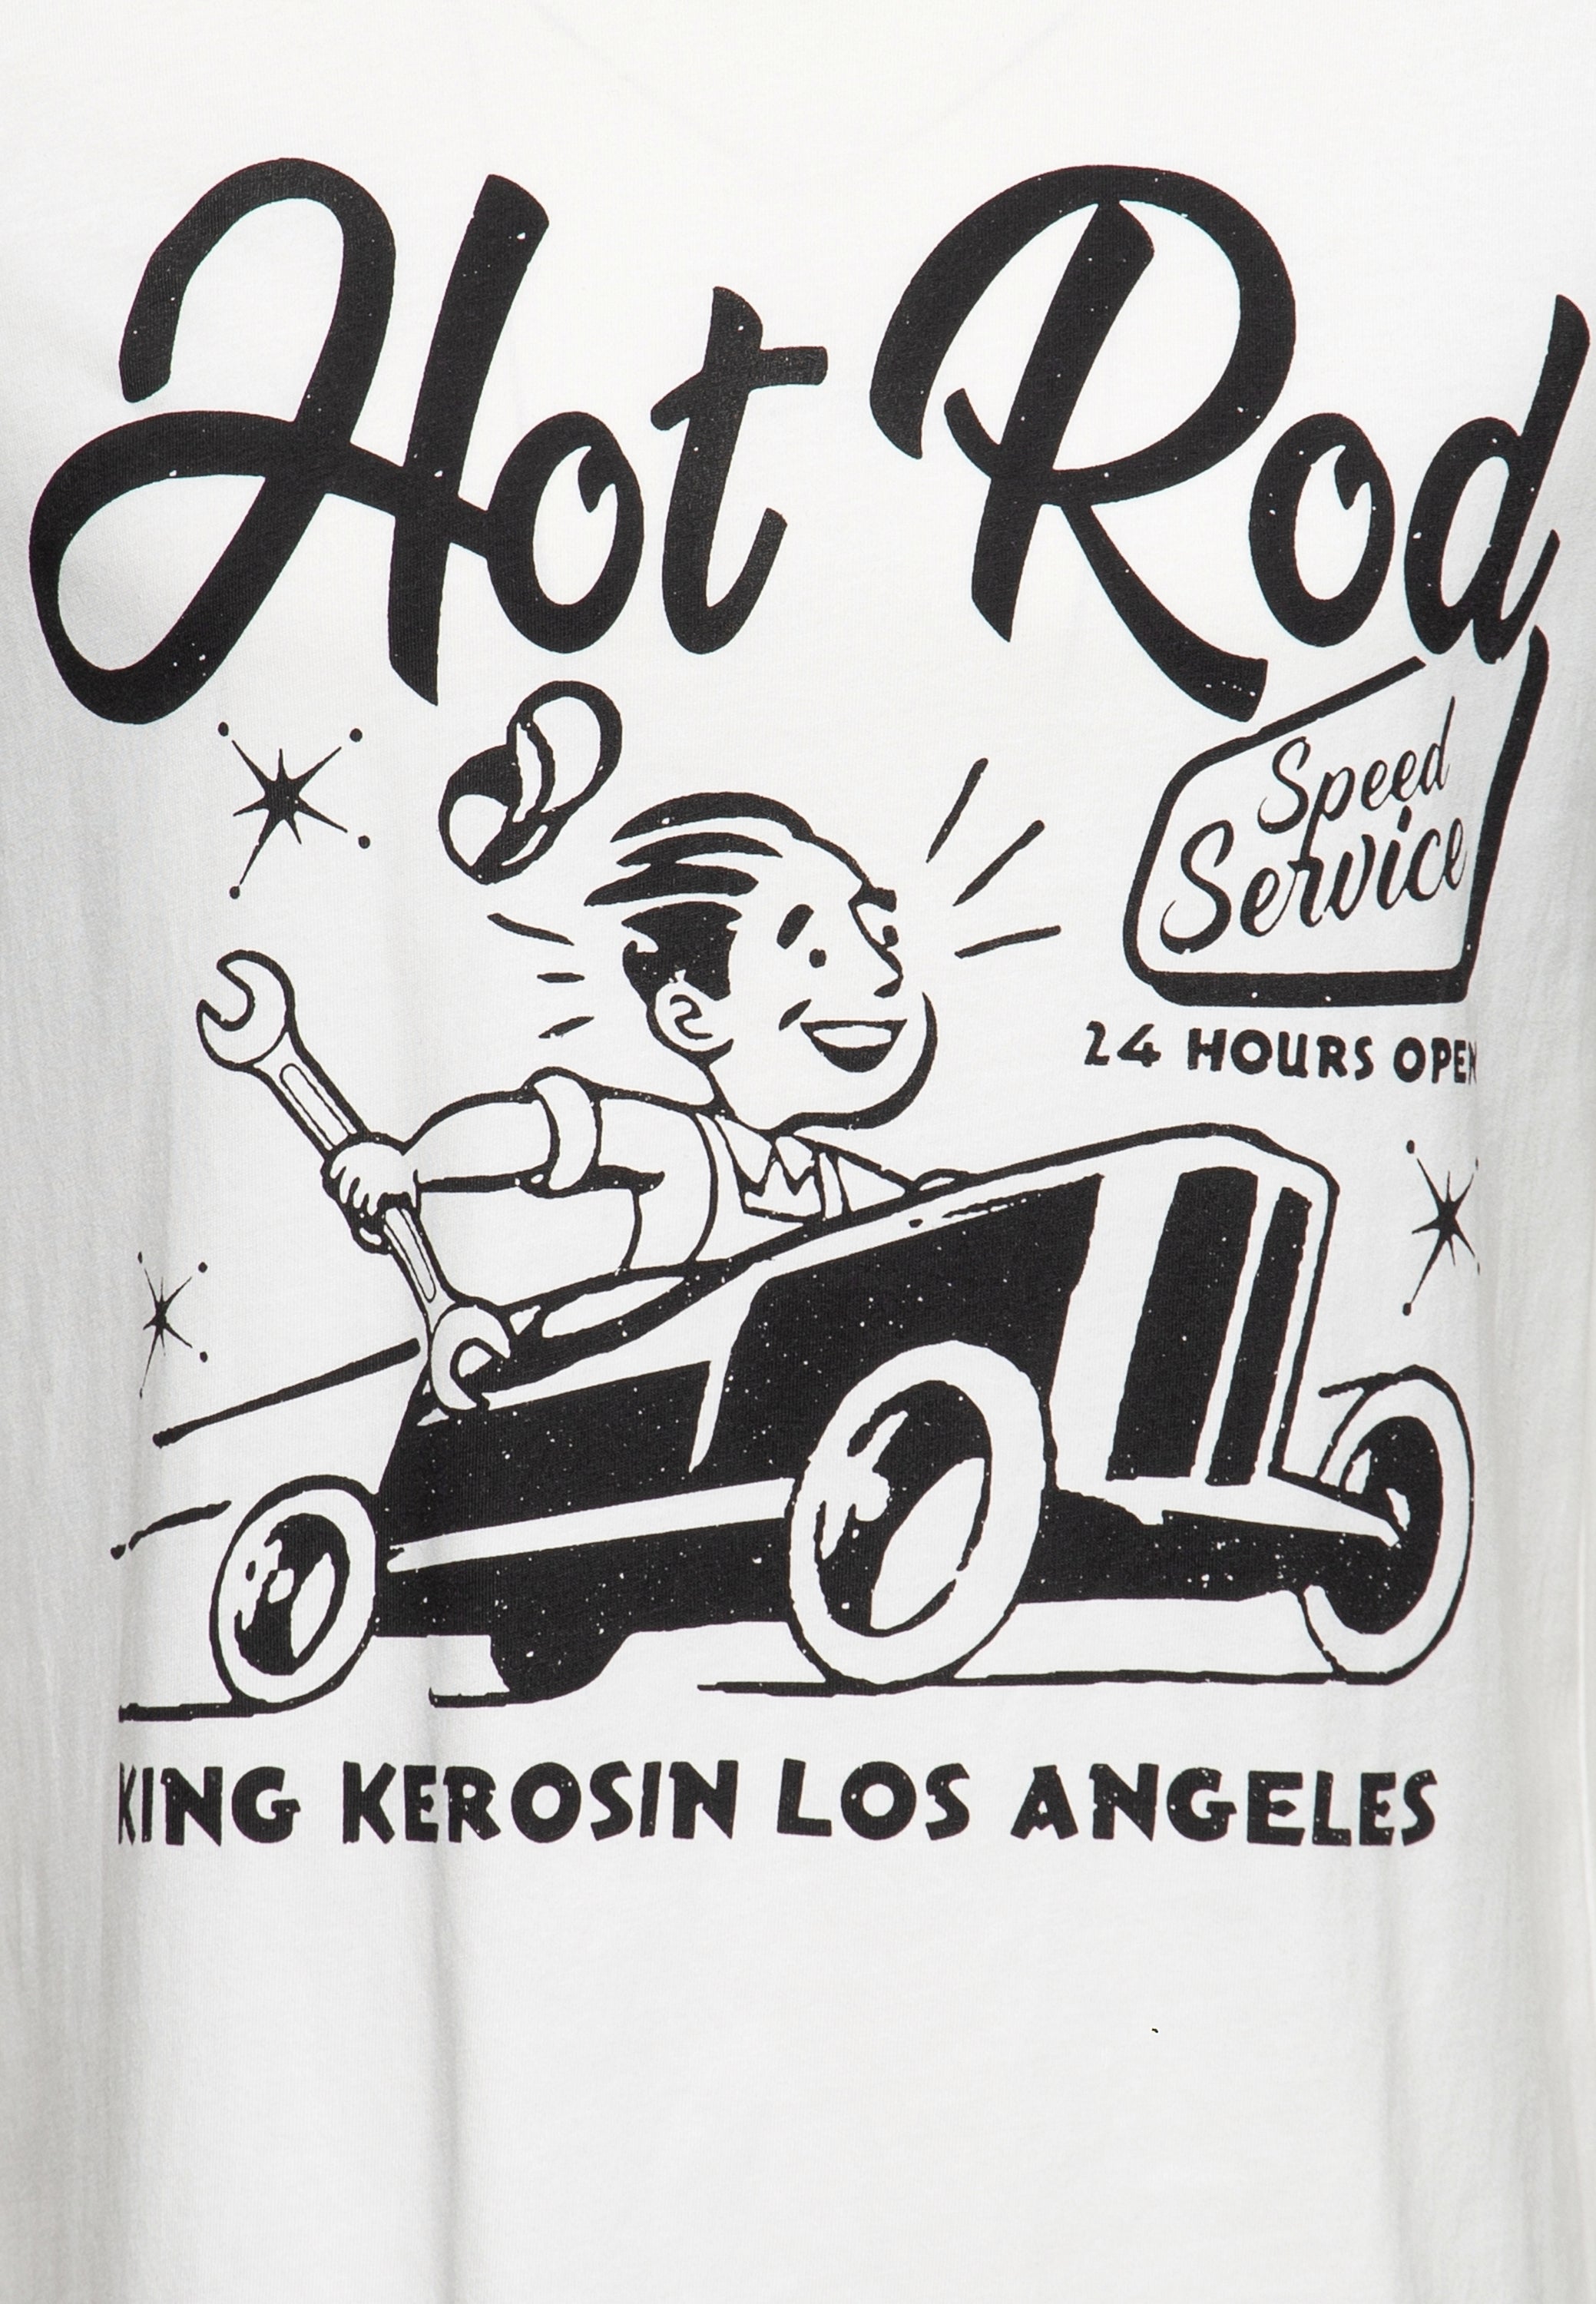 Hot Rod
Speed
Service
24 HOURS OPEN
KING KEROSIN LOS ANGELES